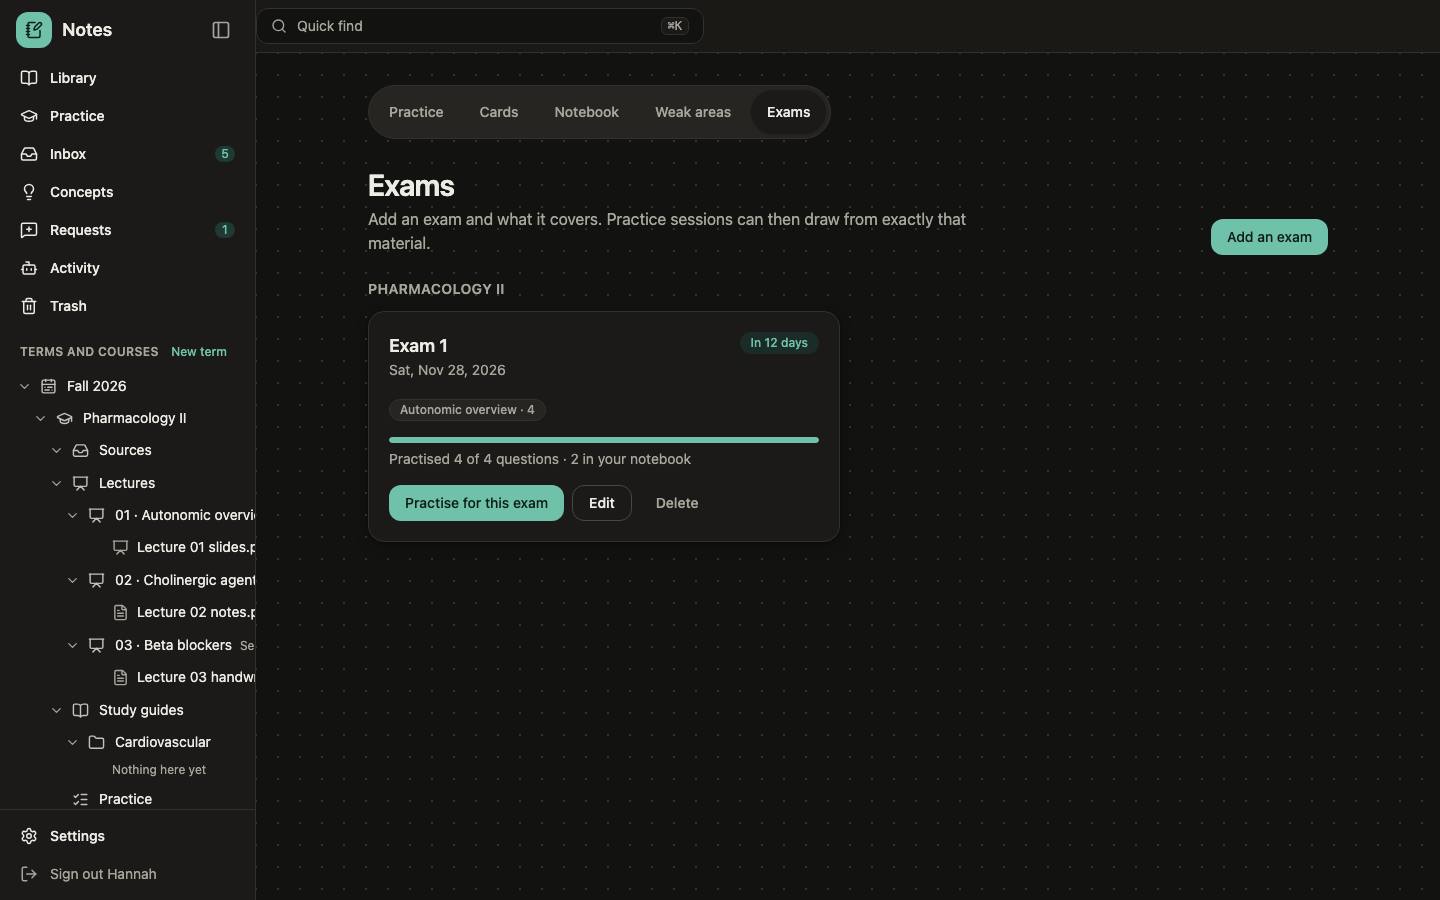 Notes
Quick find
⌘K
Library
Practice
Inbox 5
Concepts
Requests 1
Activity
Trash
TERMS AND COURSES New term
Fall 2026
Pharmacology II
Sources
Lectures
01 · Autonomic overvi
Lecture 01 slides.p
02 · Cholinergic agent
Lecture 02 notes.p
03 · Beta blockers Se
Lecture 03 handw
Study guides
Cardiovascular
Nothing here yet
Practice
Settings
Sign out Hannah
Practice Cards Notebook Weak areas Exams
Exams
Add an exam and what it covers. Practice sessions can then draw from exactly that
material.
Add an exam
PHARMACOLOGY II
Exam 1
In 12 days
Sat, Nov 28, 2026
Autonomic overview · 4
Practised 4 of 4 questions · 2 in your notebook
Practise for this exam Edit Delete